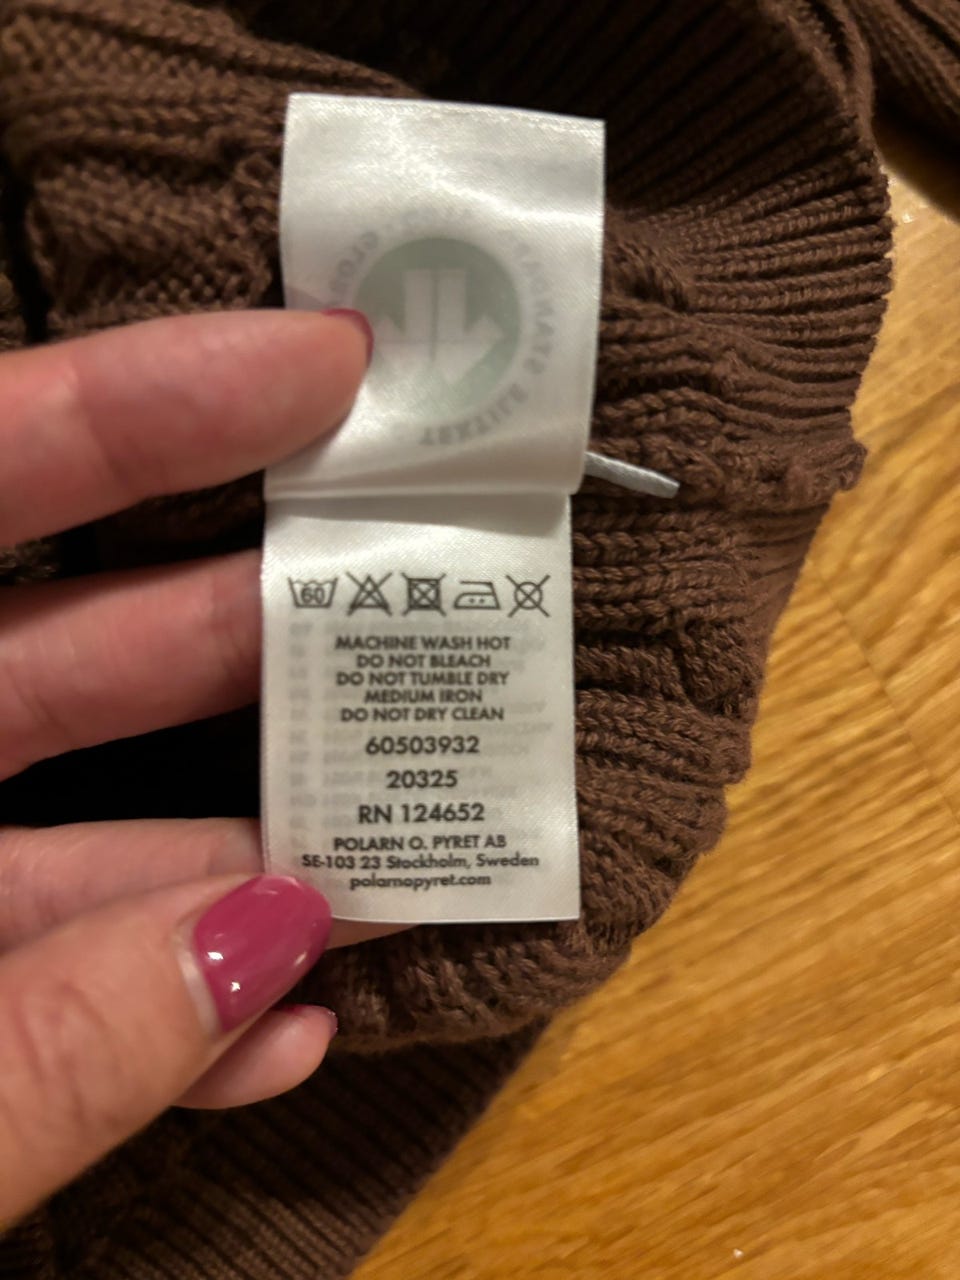 60
MACHINE WASH HOT
DO NOT BLEACH
DO NOT TUMBLE DRY
MEDIUM IRON
DO NOT DRY CLEAN
60503932
20325
RN 124652
POLARN O. PYRET AB
SE-103 23 Stockholm, Sweden
polarnopyret.com